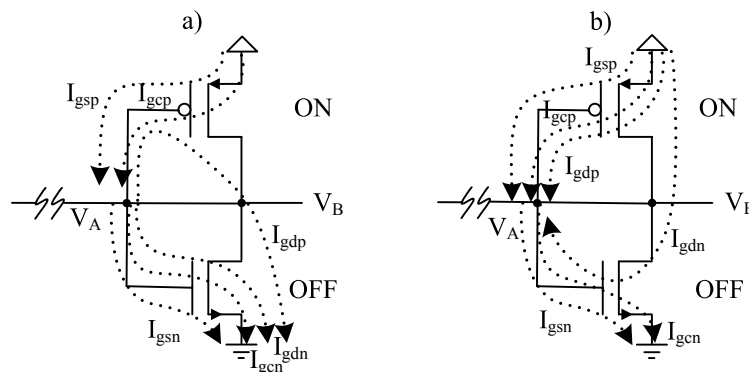 a)
I_gsp
I_gcp
ON
V_A
V_B
I_gdp
OFF
I_gsn
I_gcn
I_gdn
b)
I_gsp
I_gcp
ON
I_gdp
V_A
V_B
I_gdn
OFF
I_gsn
I_gcn